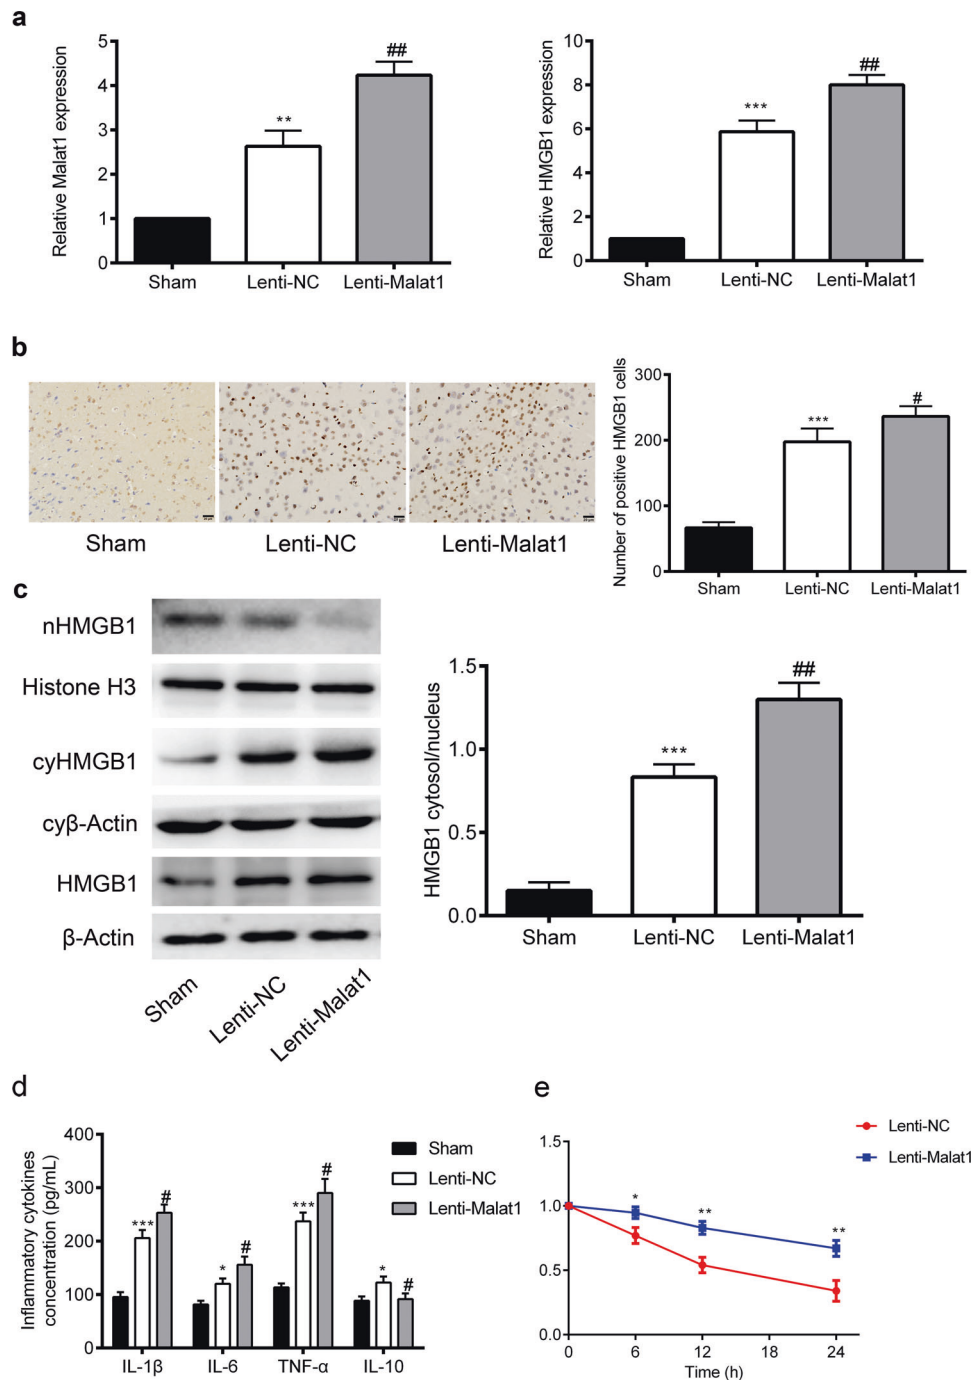 a
Relative Malat1 expression
5
4
3
2
1
0
**
##
Sham
Lenti-NC
Lenti-Malat1
Relative HMGB1 expression
10
8
6
4
2
0
***
##
Sham
Lenti-NC
Lenti-Malat1
b
Sham
Lenti-NC
Lenti-Malat1
Number of positive HMGB1 cells
300
200
100
0
***
#
Sham
Lenti-NC
Lenti-Malat1
c
nHMGB1
Histone H3
cyHMGB1
cyβ-Actin
HMGB1
β-Actin
Sham
Lenti-NC
Lenti-Malat1
HMGB1 cytosol/nucleus
1.5
1.0
0.5
0.0
***
##
Sham
Lenti-NC
Lenti-Malat1
d
Inflammatory cytokines
concentration (pg/mL)
400
300
200
100
0
***
#
*
#
***
#
*
#
IL-1β
IL-6
TNF-α
IL-10
Sham
Lenti-NC
Lenti-Malat1
e
Lenti-NC
Lenti-Malat1
1.5
1.0
0.5
0.0
*
**
**
0
6
12
18
24
Time (h)